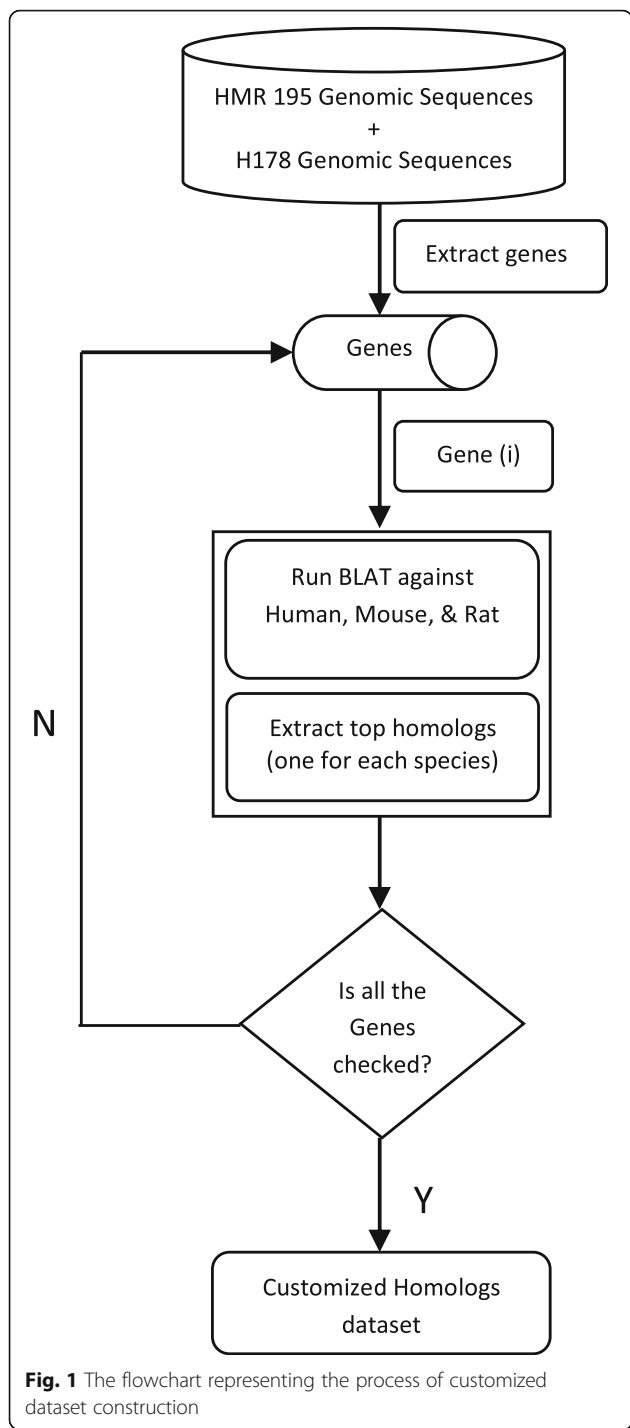 HMR 195 Genomic Sequences
+
H178 Genomic Sequences
Extract genes
Genes
Gene (i)
Run BLAT against
Human, Mouse, & Rat
Extract top homologs
(one for each species)
N
Is all the
Genes
checked?
Y
Customized Homologs
dataset
Fig. 1 The flowchart representing the process of customized
dataset construction